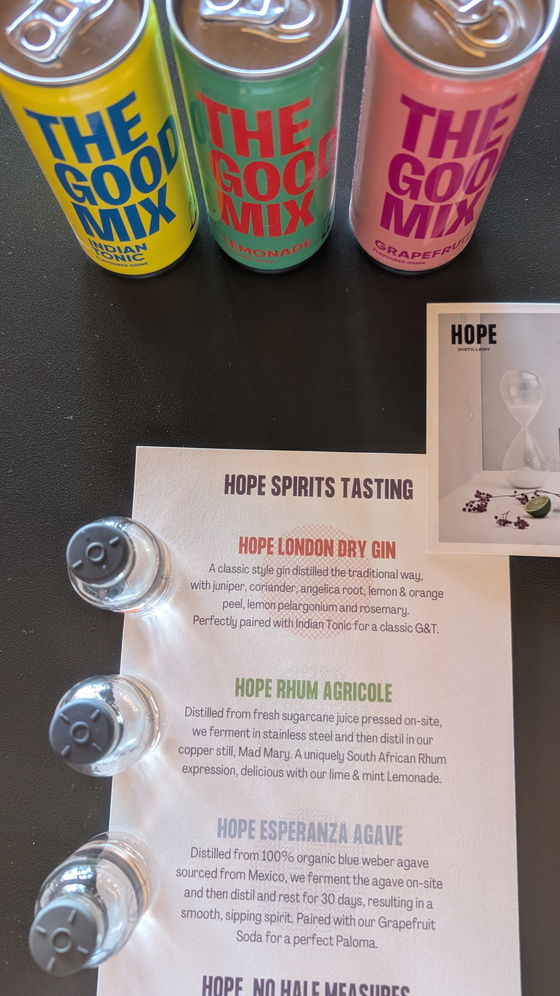 THE
GOOD
MIX
INDIAN
TONIC
FLAVOURED DRINK
THE
GOOD
MIX
LEMONADE
THE
GOO
MIX
GRAPEFRUIT
FLAVOURED DRINK
HOPE
DISTILLERY
HOPE SPIRITS TASTING
HOPE LONDON DRY GIN
A classic style gin distilled the traditional way,
with juniper, coriander, angelica root, lemon & orange
peel, lemon pelargonium and rosemary.
Perfectly paired with Indian Tonic for a classic G&T.
HOPE RHUM AGRICOLE
Distilled from fresh sugarcane juice pressed on-site,
we ferment in stainless steel and then distil in our
copper still, Mad Mary. A uniquely South African Rhum
expression, delicious with our lime & mint Lemonade.
HOPE ESPERANZA AGAVE
Distilled from 100% organic blue weber agave
sourced from Mexico, we ferment the agave on-site
and then distil and rest for 30 days, resulting in a
smooth, sipping spirit. Paired with our Grapefruit
Soda for a perfect Paloma.
HOPE. NO HALF MEASURES.